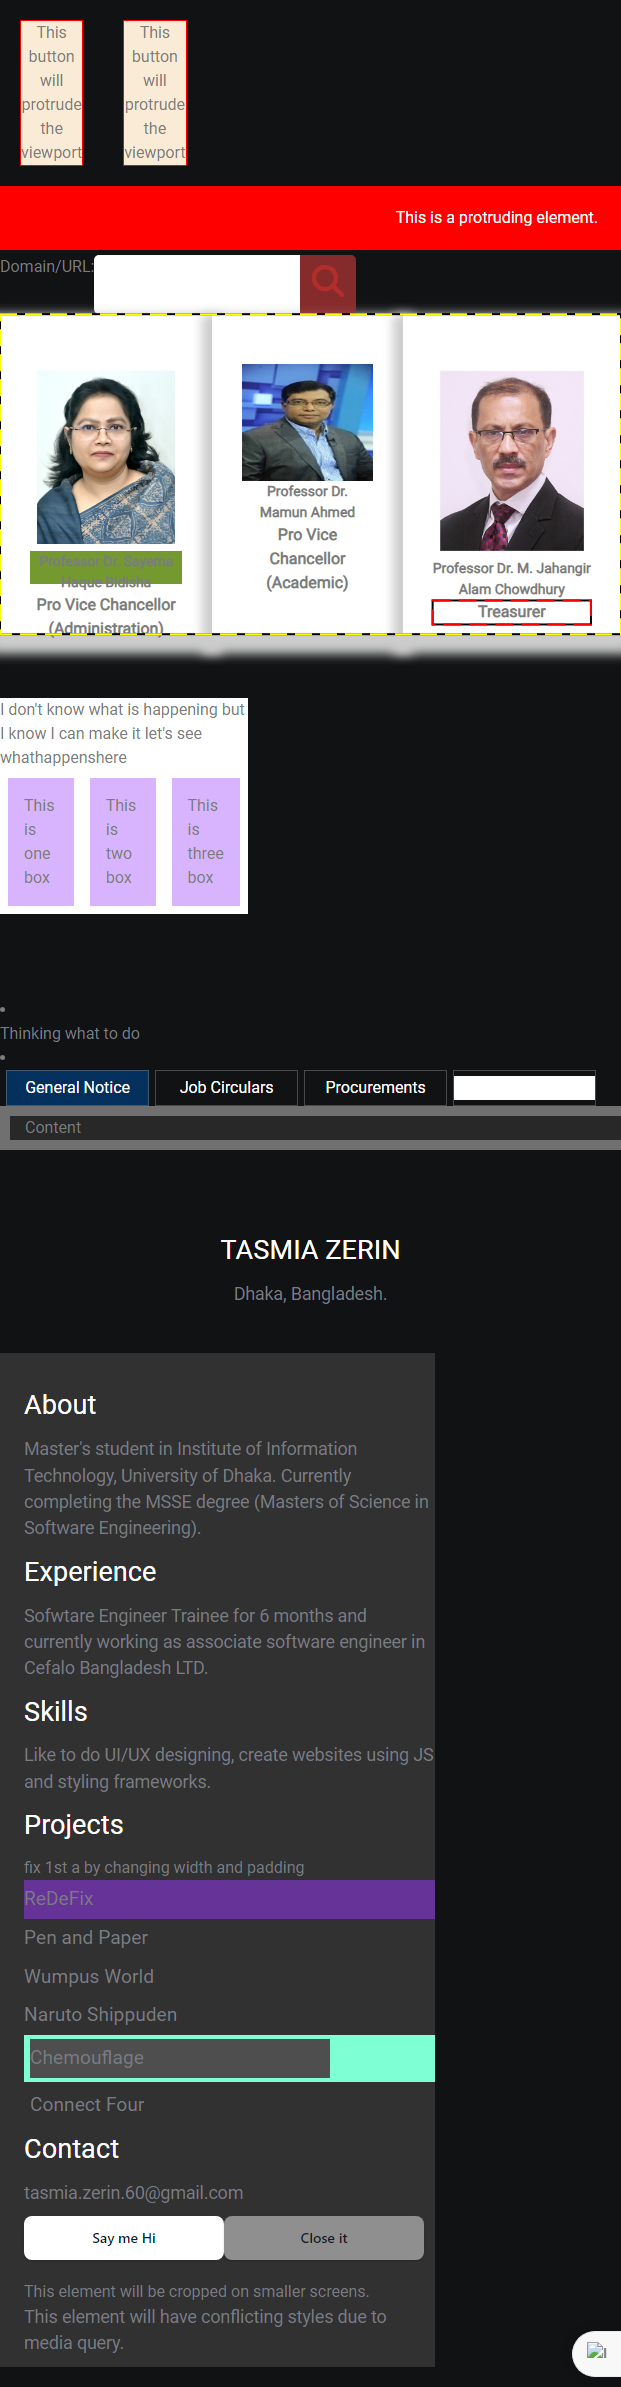 This
button
will
protrude
the
viewport
This
button
will
protrude
the
viewport
This is a protruding element.
Domain/URL:
Professor Dr. Sayema
Haque Bidisha
Pro Vice Chancellor
(Administration)
Professor Dr.
Mamun Ahmed
Pro Vice
Chancellor
(Academic)
Professor Dr. M. Jahangir
Alam Chowdhury
Treasurer
I don't know what is happening but
I know I can make it let's see
whathappenshere
This
is
one
box
This
is
two
box
This
is
three
box
Thinking what to do
General Notice
Job Circulars
Procurements
Content
TASMIA ZERIN
Dhaka, Bangladesh.
About
Master's student in Institute of Information
Technology, University of Dhaka. Currently
completing the MSSE degree (Masters of Science in
Software Engineering).
Experience
Sofwtare Engineer Trainee for 6 months and
currently working as associate software engineer in
Cefalo Bangladesh LTD.
Skills
Like to do UI/UX designing, create websites using JS
and styling frameworks.
Projects
fix 1st a by changing width and padding
ReDeFix
Pen and Paper
Wumpus World
Naruto Shippuden
Chemouflage
Connect Four
Contact
tasmia.zerin.60@gmail.com
Say me Hi
Close it
This element will be cropped on smaller screens.
This element will have conflicting styles due to
media query.